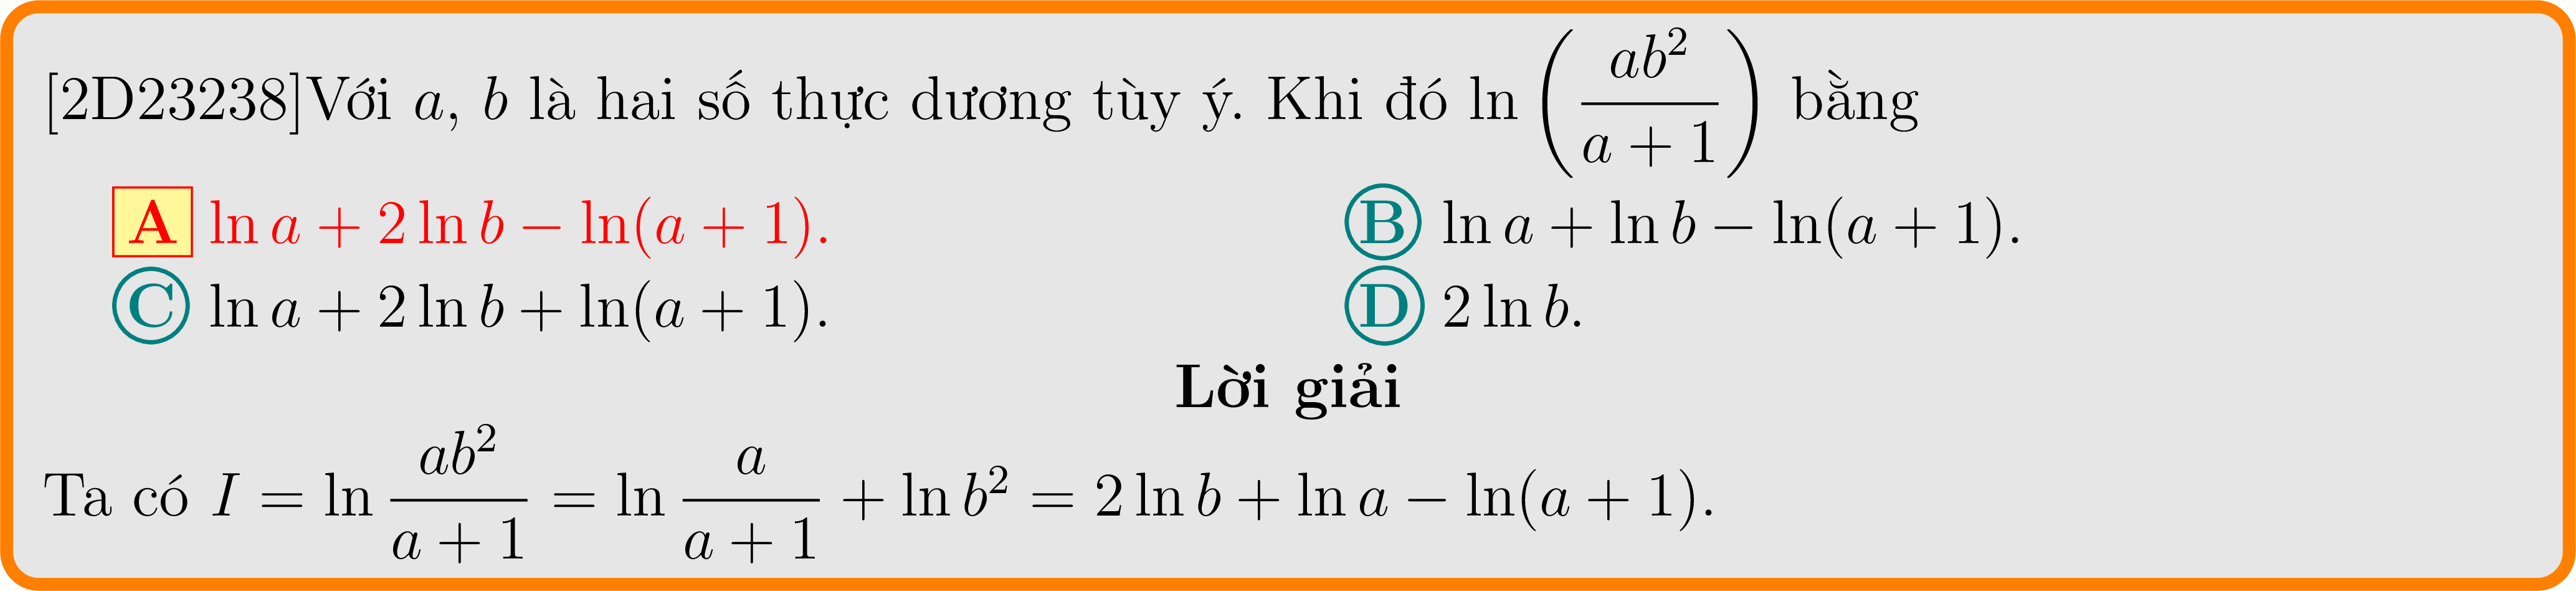 [2D23238]Với a, b là hai số thực dương tùy ý. Khi đó ln(\frac{ab^2}{a+1}) bằng
A ln a + 2 ln b − ln(a + 1). B ln a + ln b − ln(a + 1).
C ln a + 2 ln b + ln(a + 1). D 2 ln b.
Lời giải
Ta có I = ln \frac{ab^2}{a+1} = ln \frac{a}{a+1} + ln b^2 = 2 ln b + ln a − ln(a + 1).